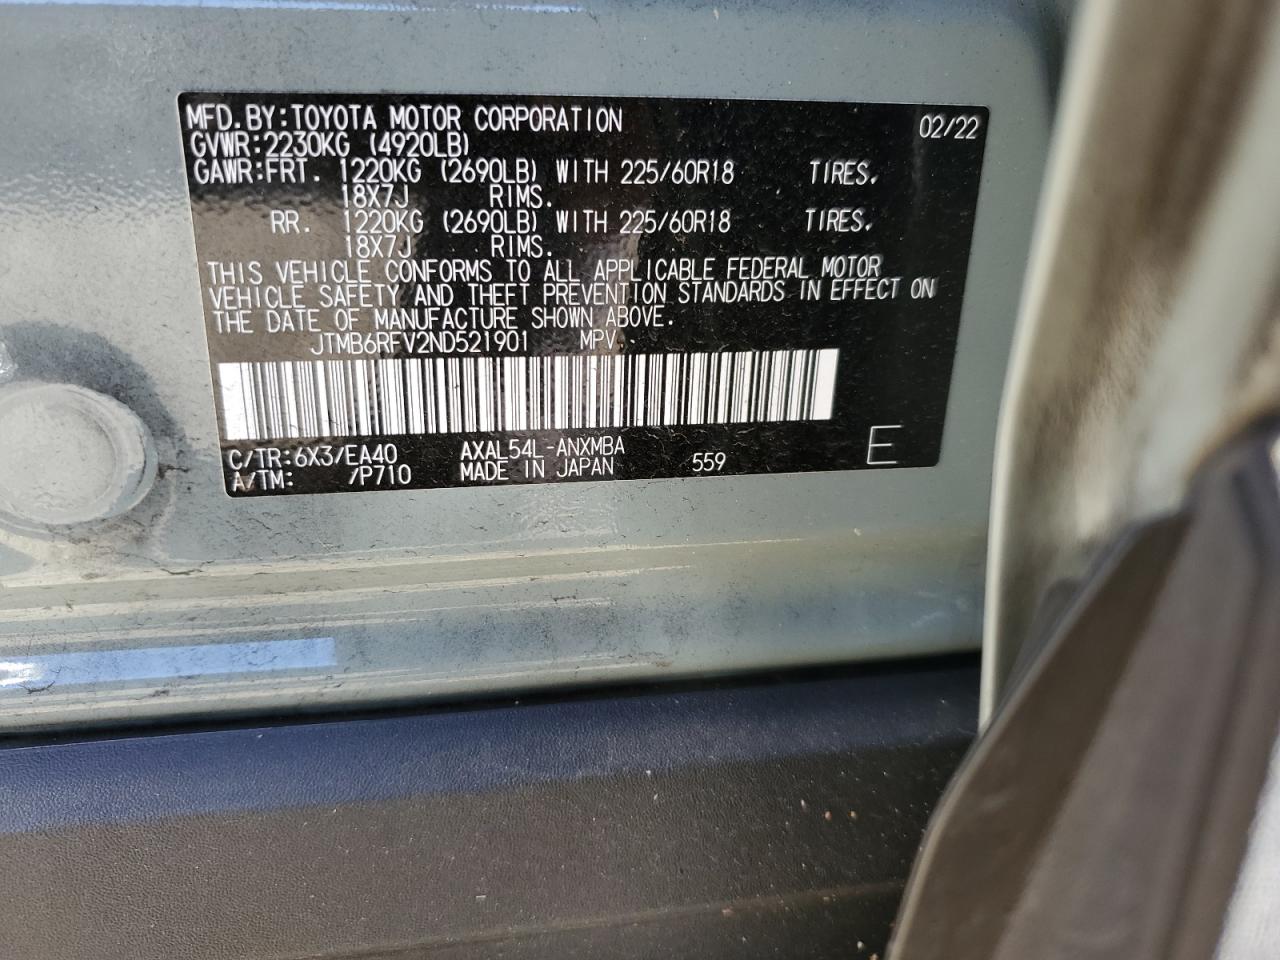 MFD.BY:TOYOTA MOTOR CORPORATION 02/22
GVWR:2230KG (4920LB)
GAWR:FRT. 1220KG (2690LB) WITH 225/60R18 TIRES,
18X7J RIMS.
RR. 1220KG (2690LB) WITH 225/60R18 TIRES,
18X7J RIMS.
THIS VEHICLE CONFORMS TO ALL APPLICABLE FEDERAL MOTOR
VEHICLE SAFETY AND THEFT PREVENTION STANDARDS IN EFFECT ON
THE DATE OF MANUFACTURE SHOWN ABOVE.
JTMB6RFV2ND521901 MPV
C/TR:6X3/EA40 AXAL54L-ANXMBA
A/TM: /P710 MADE IN JAPAN 559 E